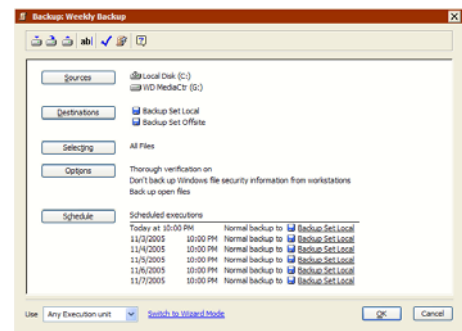 Backup: Weekly Backup
abl
Sources
Local Disk (C:)
WD MediaCtr (G:)
Destinations
Backup Set Local
Backup Set Offsite
Selecting
All Files
Options
Thorough verification on
Don't back up Windows file security information from workstations
Back up open files
Schedule
Scheduled executions
Today at 10:00 PM Normal backup to Backup Set Local
11/3/2005 10:00 PM Normal backup to Backup Set Local
11/4/2005 10:00 PM Normal backup to Backup Set Local
11/5/2005 10:00 PM Normal backup to Backup Set Local
11/6/2005 10:00 PM Normal backup to Backup Set Local
11/7/2005 10:00 PM Normal backup to Backup Set Local
Use Any Execution unit Switch to Wizard Mode OK Cancel